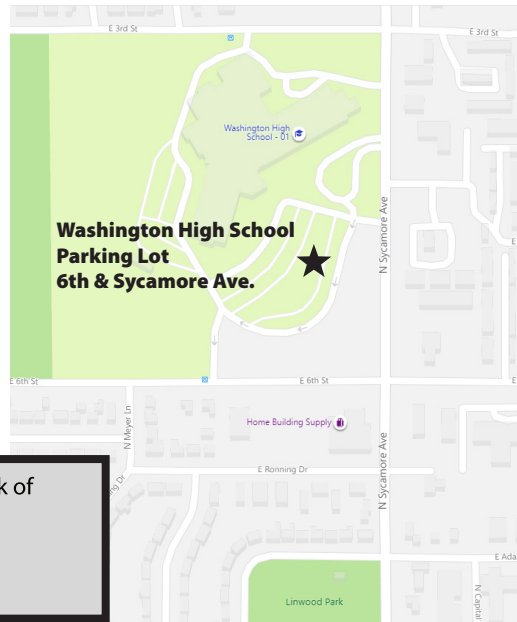 E 3rd St
E 3rd St
Washington High
School - 01
N Sycamore Ave
Washington High School
Parking Lot
6th & Sycamore Ave.
E 6th St
E 6th St
N Meyer Ln
Home Building Supply
N Sycamore Ave
E Ronning Dr
k of
E Ada
Linwood Park
N Capital